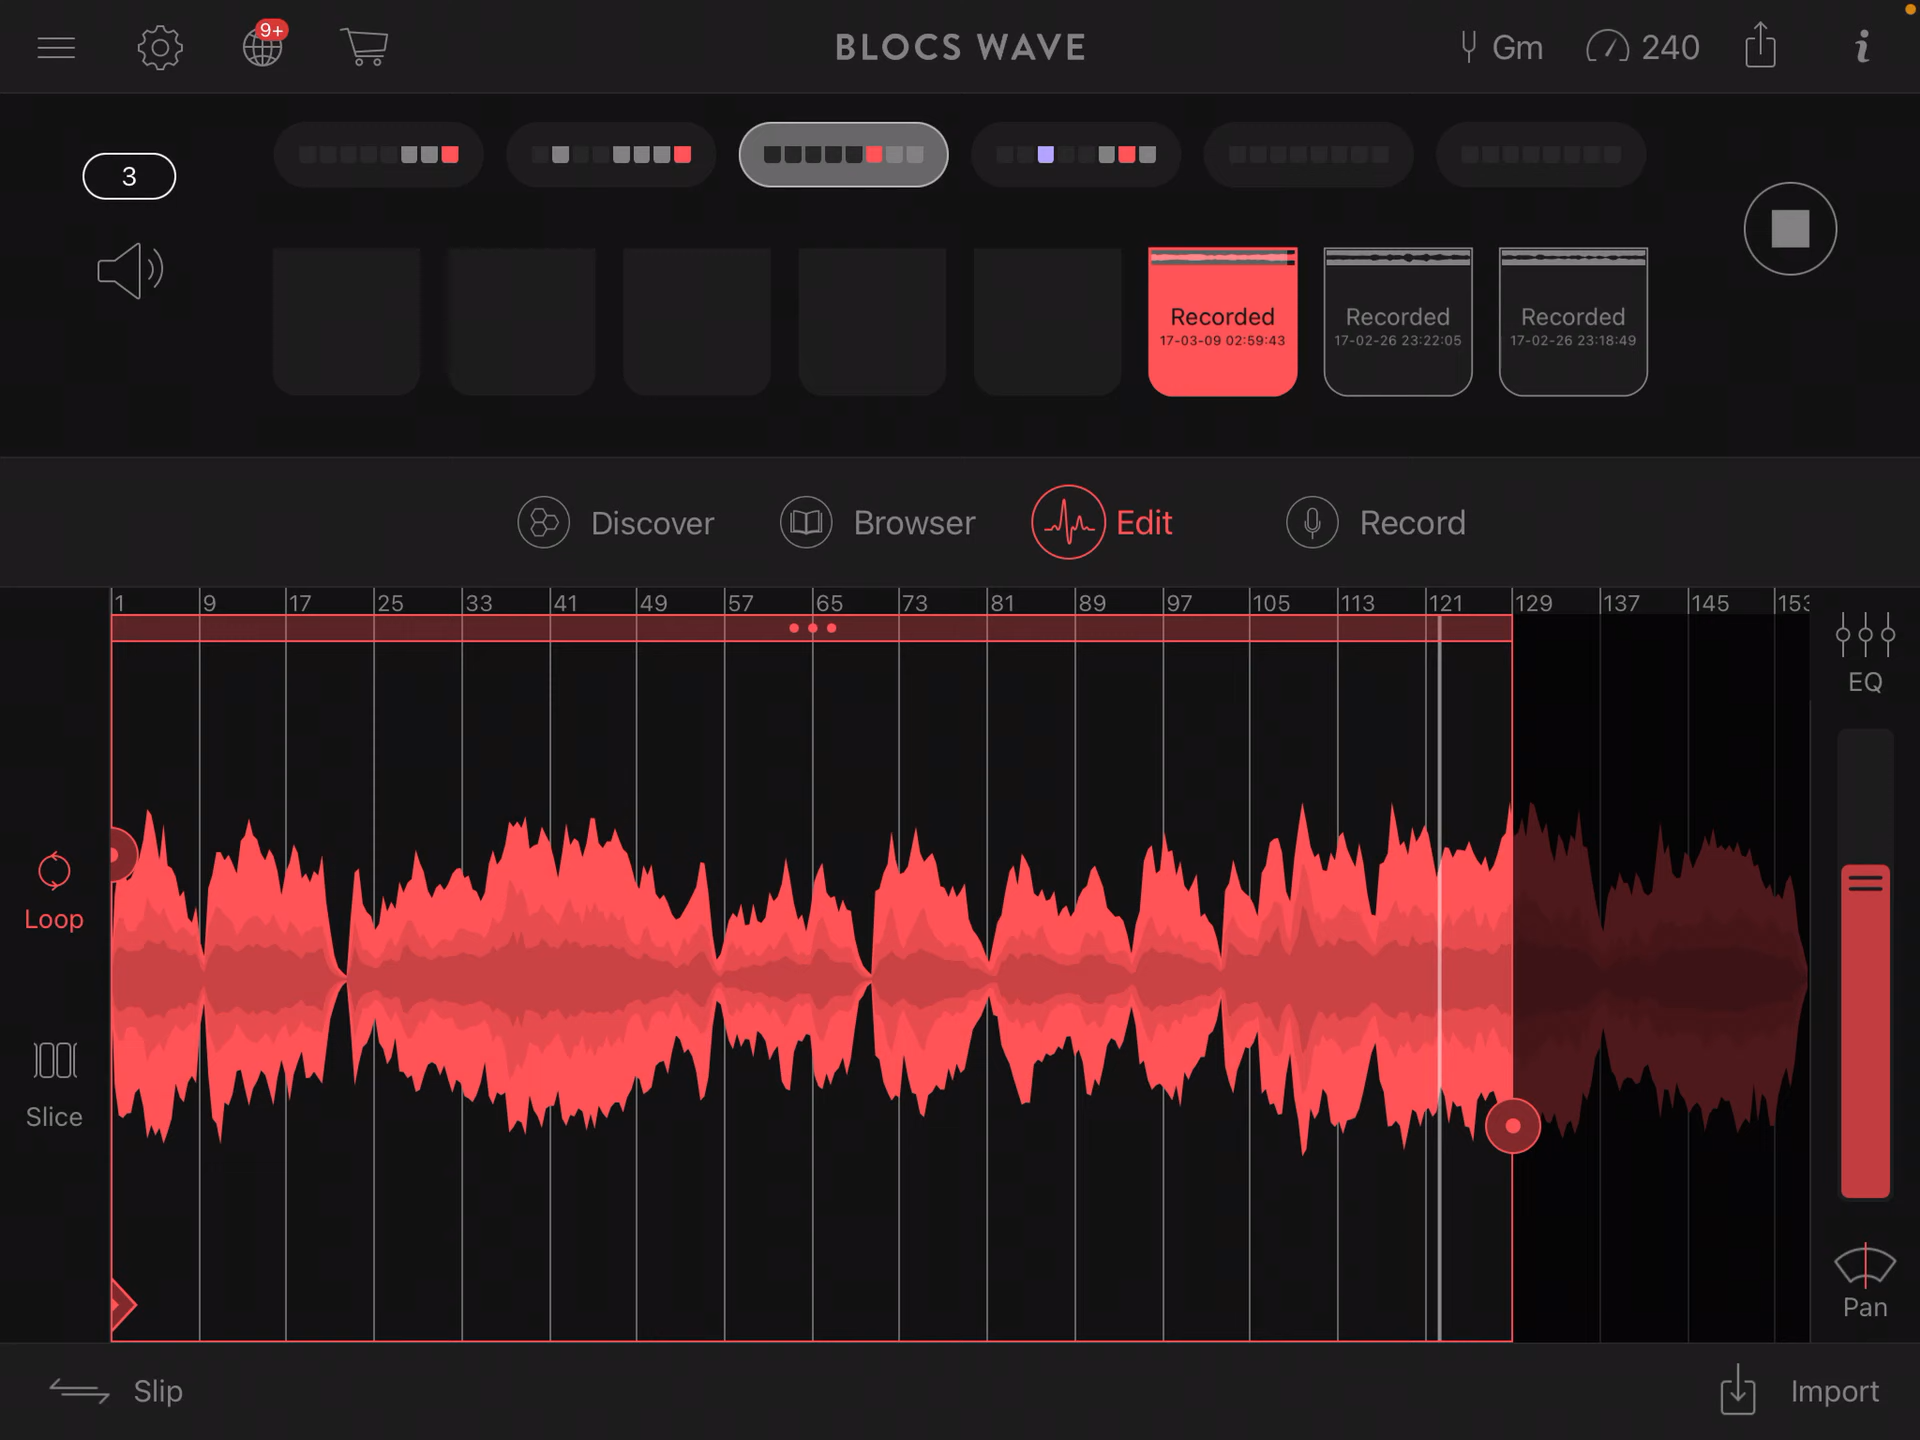 9+
BLOCS WAVE
Gm
240
i
3
Recorded
17-03-09 02:59:43
Recorded
17-02-26 23:22:05
Recorded
17-02-26 23:18:49
Discover
Browser
Edit
Record
1 9 17 25 33 41 49 57 65 73 81 89 97 105 113 121 129 137 145 153
EQ
Loop
Slice
Pan
Slip
Import